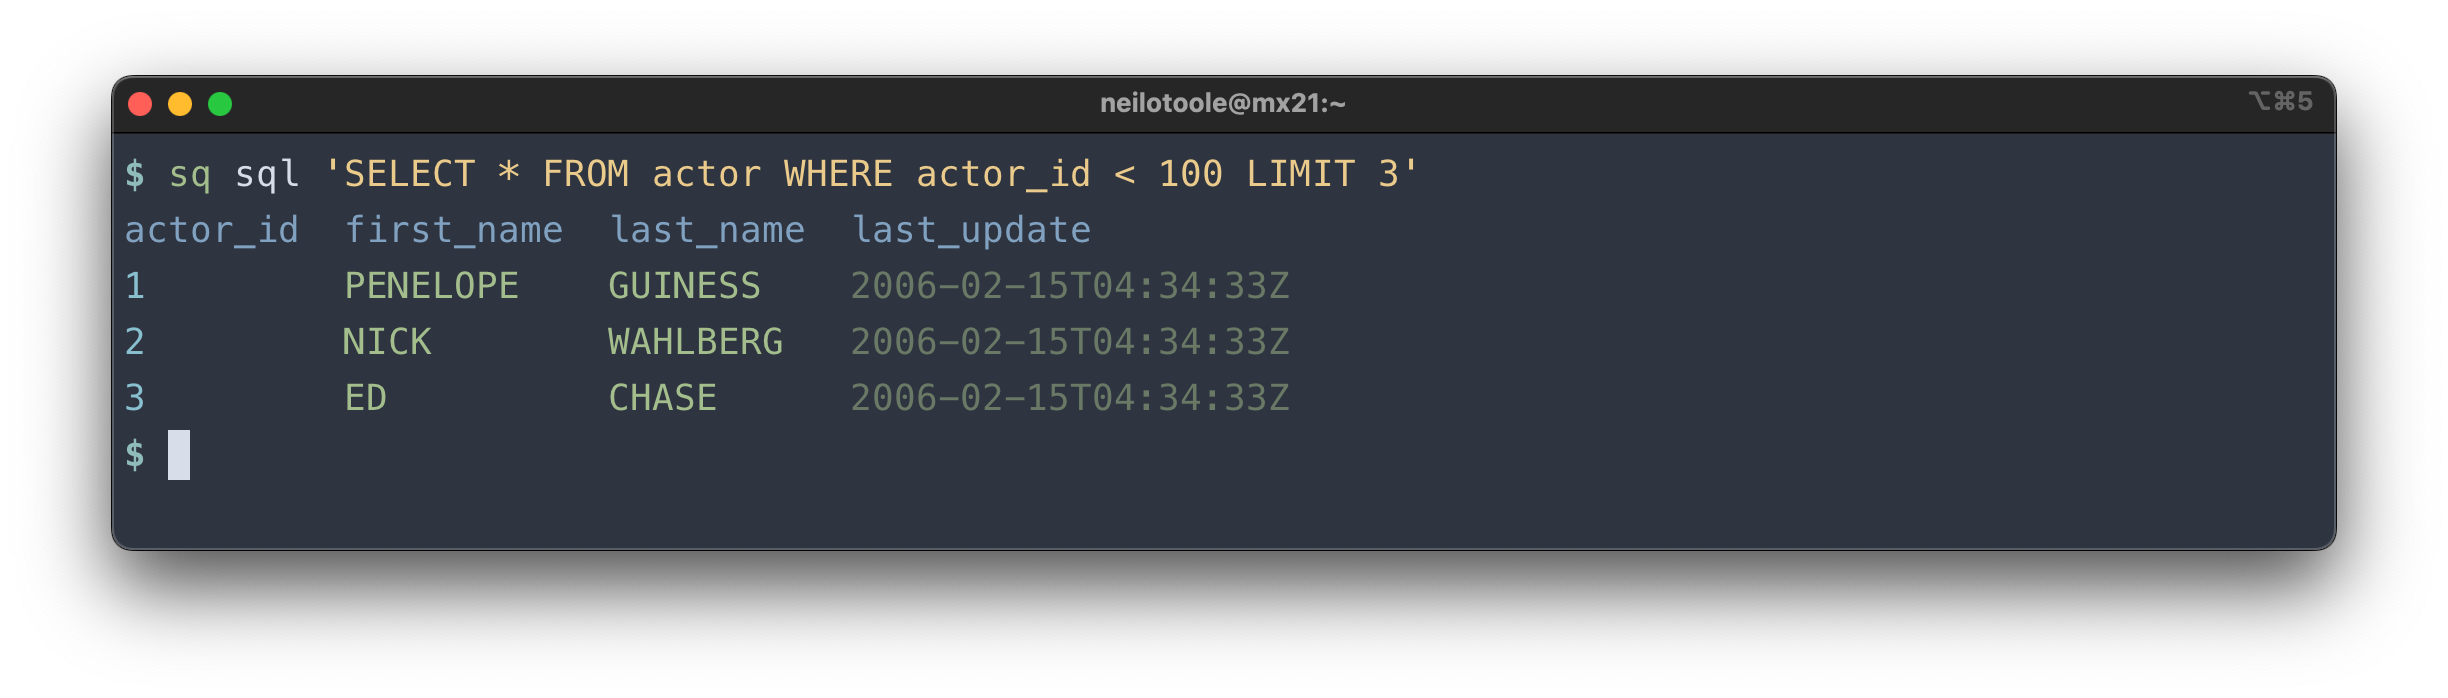 neilotoole@mx21:~ ⌥⌘5
$ sq sql 'SELECT * FROM actor WHERE actor_id < 100 LIMIT 3'
actor_id  first_name  last_name  last_update
1         PENELOPE    GUINESS    2006-02-15T04:34:33Z
2         NICK        WAHLBERG   2006-02-15T04:34:33Z
3         ED          CHASE      2006-02-15T04:34:33Z
$